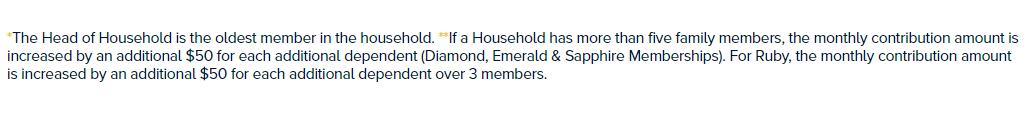 *The Head of Household is the oldest member in the household. **If a Household has more than five family members, the monthly contribution amount is
increased by an additional $50 for each additional dependent (Diamond, Emerald & Sapphire Memberships). For Ruby, the monthly contribution amount
is increased by an additional $50 for each additional dependent over 3 members.